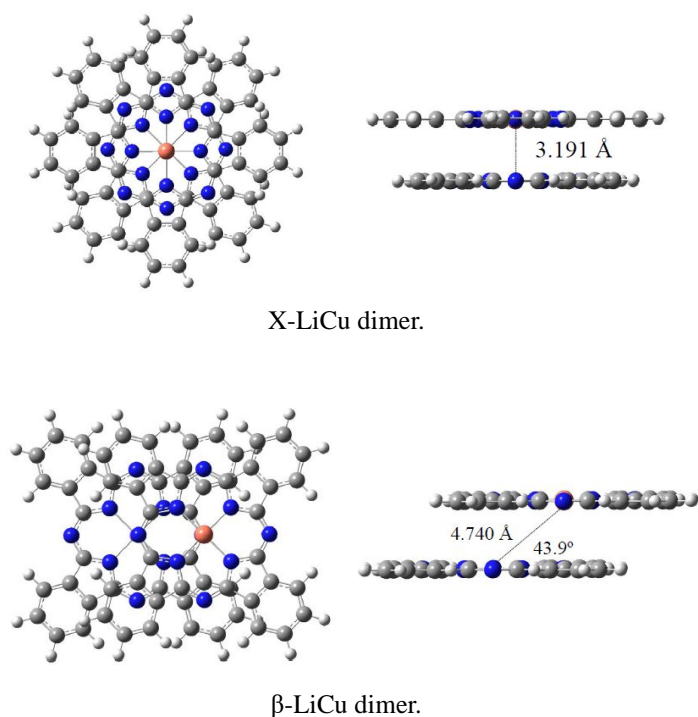 3.191 Å
X-LiCu dimer.
4.740 Å
43.9º
β-LiCu dimer.